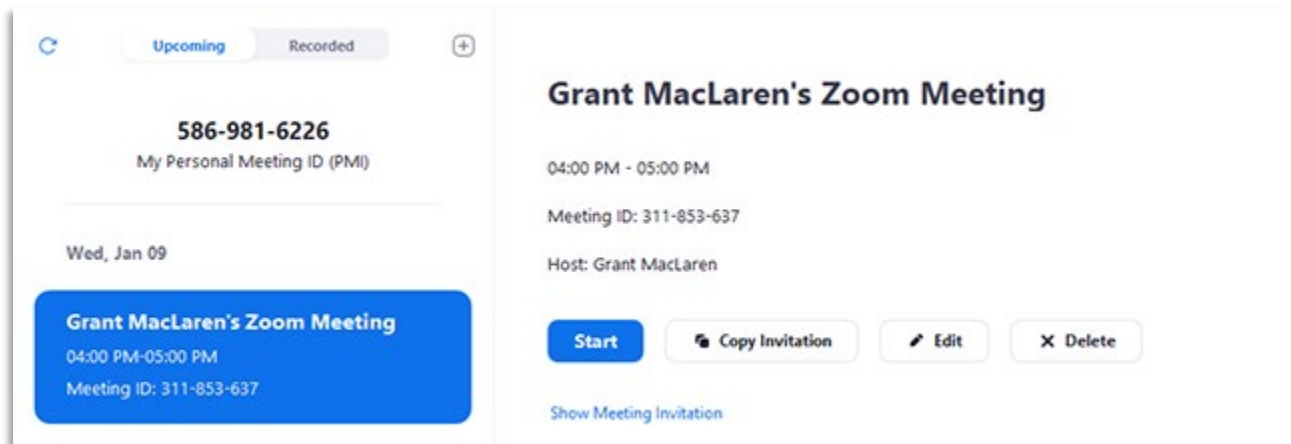 Upcoming
Recorded
586-981-6226
My Personal Meeting ID (PMI)
Wed, Jan 09
Grant MacLaren's Zoom Meeting
04:00 PM-05:00 PM
Meeting ID: 311-853-637
Grant MacLaren's Zoom Meeting
04:00 PM - 05:00 PM
Meeting ID: 311-853-637
Host: Grant MacLaren
Start
Copy Invitation
Edit
Delete
Show Meeting Invitation